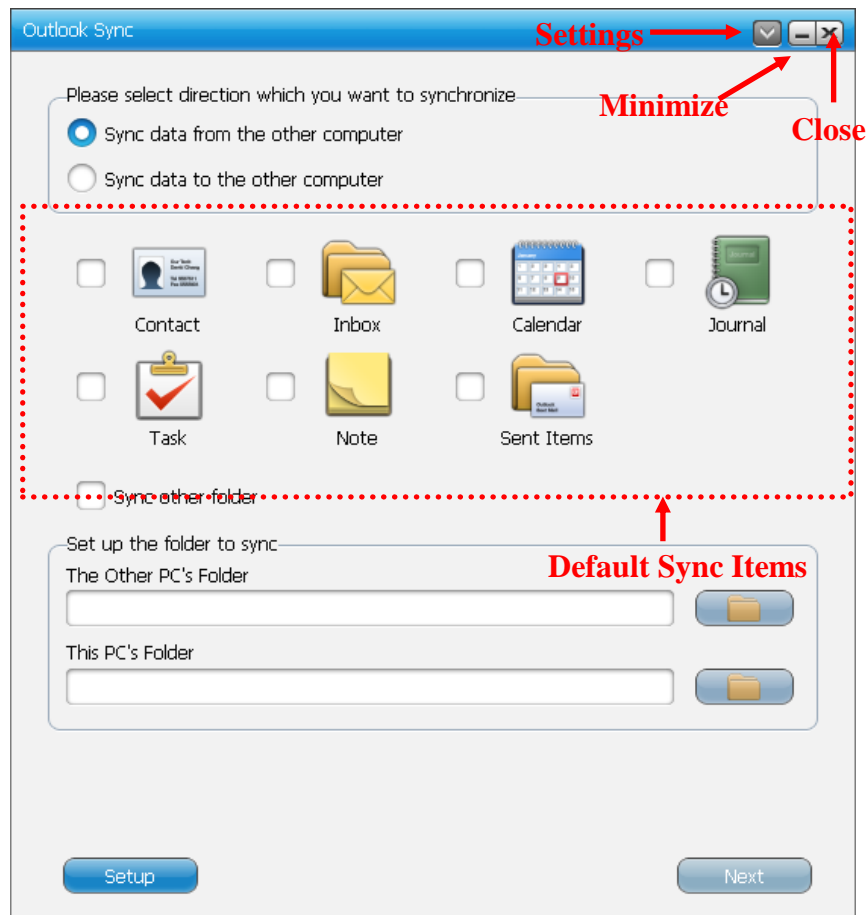 Outlook Sync
Settings
Minimize
Close
Please select direction which you want to synchronize
Sync data from the other computer
Sync data to the other computer
Contact
Inbox
Calendar
Journal
Task
Note
Sent Items
Sync other folder
Default Sync Items
Set up the folder to sync
The Other PC's Folder
This PC's Folder
Setup
Next